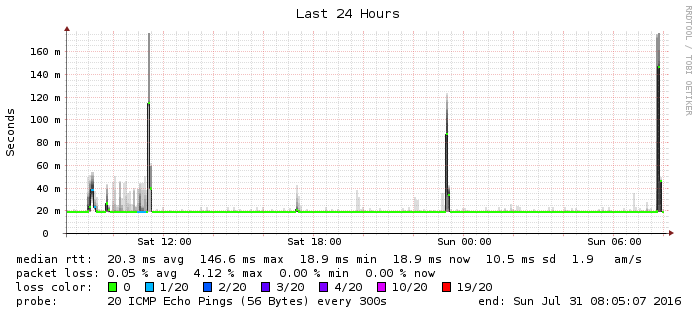 Last 24 Hours
RRDTOOL / TOBI OETIKER
Seconds
160 m
140 m
120 m
100 m
80 m
60 m
40 m
20 m
0
Sat 12:00 Sat 18:00 Sun 00:00 Sun 06:00
median rtt: 20.3 ms avg 146.6 ms max 18.9 ms min 18.9 ms now 10.5 ms sd 1.9 am/s
packet loss: 0.05 % avg 4.12 % max 0.00 % min 0.00 % now
loss color: 0 1/20 2/20 3/20 4/20 10/20 19/20
probe: 20 ICMP Echo Pings (56 Bytes) every 300s end: Sun Jul 31 08:05:07 2016